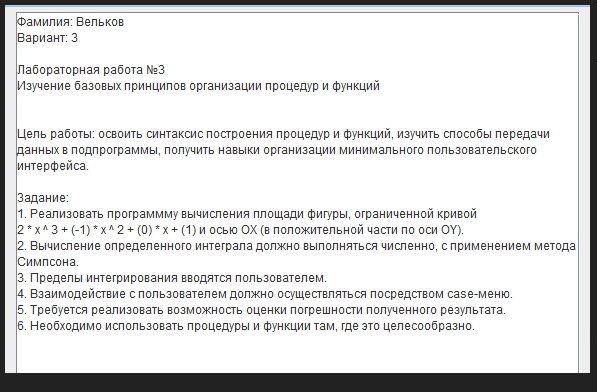 Фамилия: Вельков
Вариант: 3
Лабораторная работа №3
Изучение базовых принципов организации процедур и функций
Цель работы: освоить синтаксис построения процедур и функций, изучить способы передачи
данных в подпрограммы, получить навыки организации минимального пользовательского
интерфейса.
Задание:
1. Реализовать программму вычисления площади фигуры, ограниченной кривой
2 * x ^ 3 + (-1) * x ^ 2 + (0) * x + (1) и осью OX (в положительной части по оси OY).
2. Вычисление определенного интеграла должно выполняться численно, с применением метода
Симпсона.
3. Пределы интегрирования вводятся пользователем.
4. Взаимодействие с пользователем должно осуществляться посредством case-меню.
5. Требуется реализовать возможность оценки погрешности полученного результата.
6. Необходимо использовать процедуры и функции там, где это целесообразно.